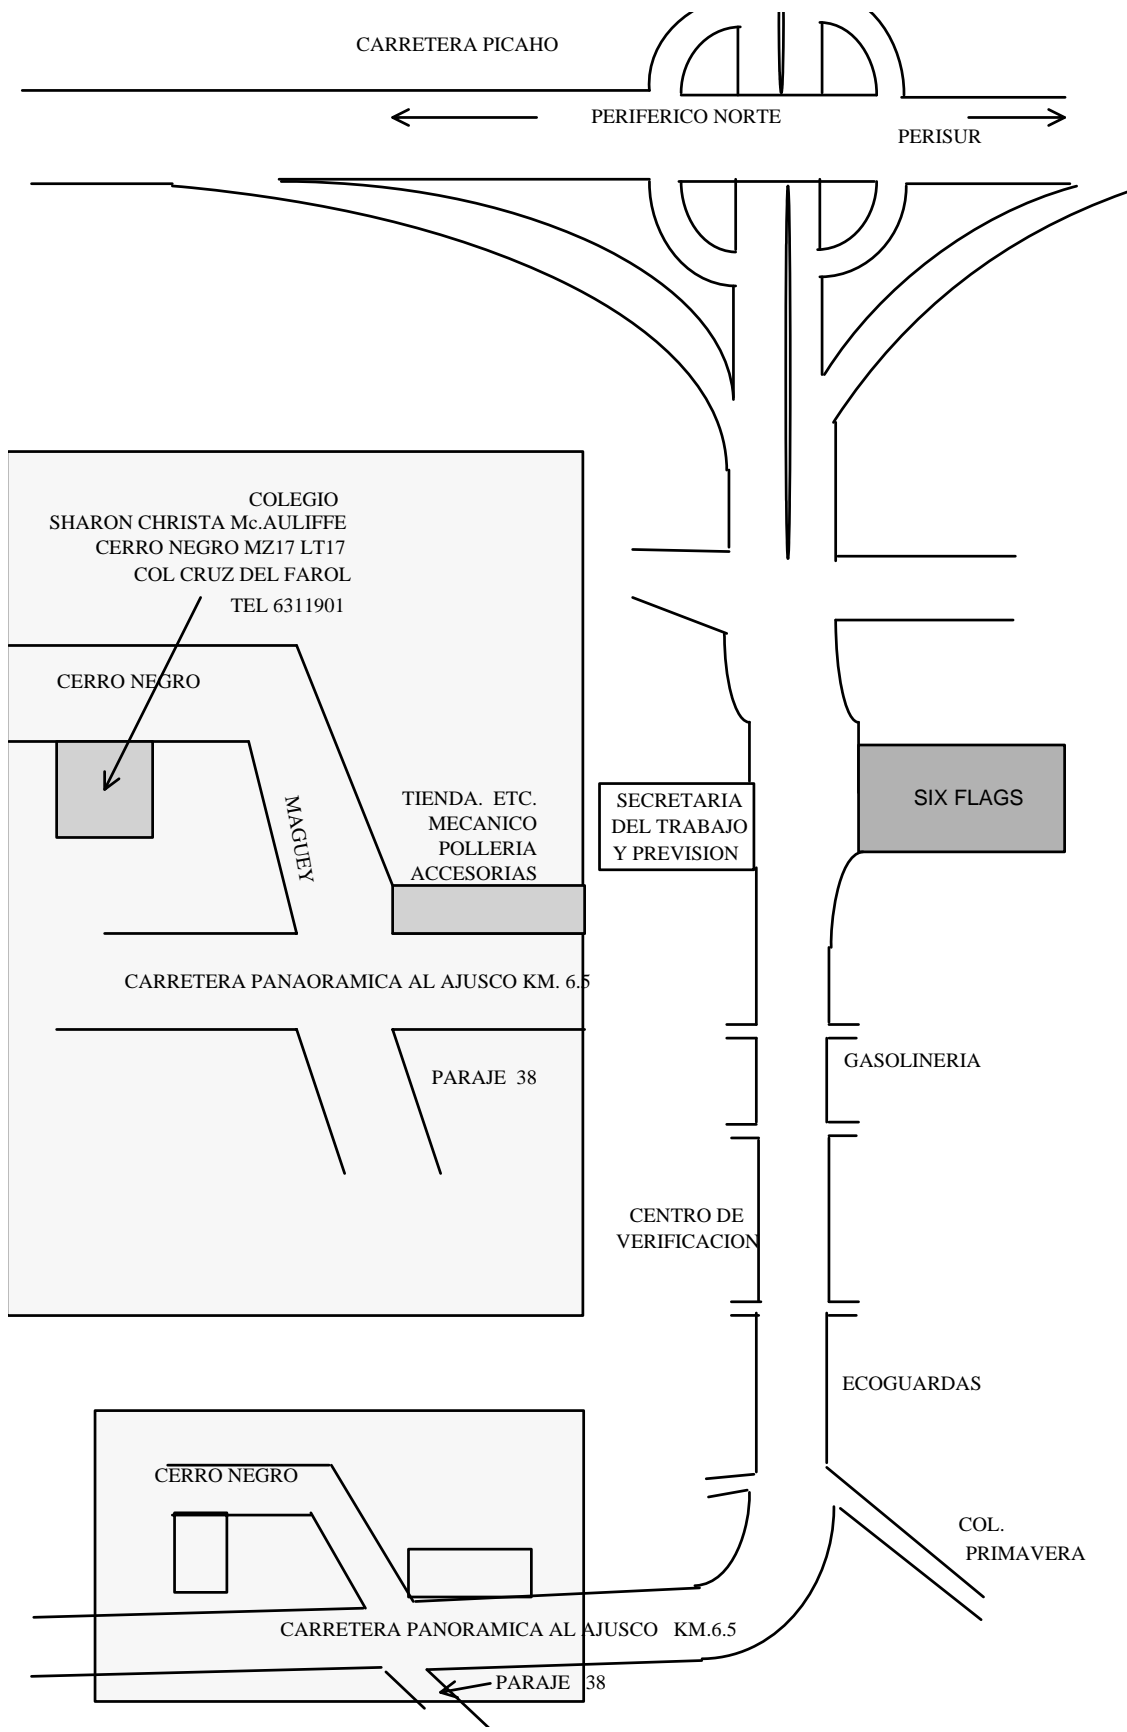 CARRETERA PICAHO
PERIFERICO NORTE
PERISUR
COLEGIO
SHARON CHRISTA Mc.AULIFFE
CERRO NEGRO MZ17 LT17
COL CRUZ DEL FAROL
TEL 6311901
CERRO NEGRO
MAGUEY
TIENDA. ETC.
MECANICO
POLLERIA
ACCESORIAS
SECRETARIA
DEL TRABAJO
Y PREVISION
SIX FLAGS
CARRETERA PANAORAMICA AL AJUSCO KM. 6.5
PARAJE 38
GASOLINERIA
CENTRO DE
VERIFICACION
ECOGUARDAS
CERRO NEGRO
COL.
PRIMAVERA
CARRETERA PANORAMICA AL AJUSCO KM.6.5
PARAJE 38